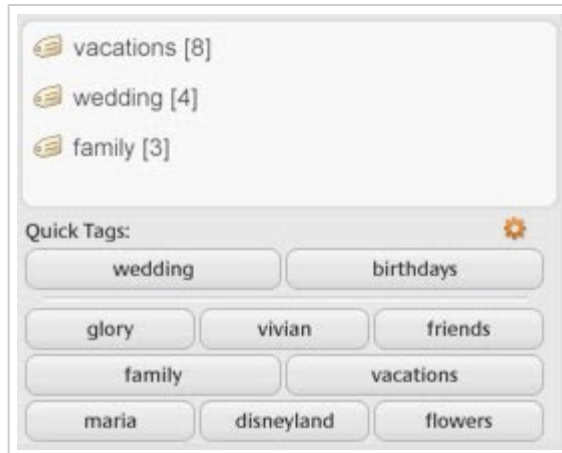 vacations [8]
wedding [4]
family [3]
Quick Tags:
wedding birthdays
glory vivian friends
family vacations
maria disneyland flowers